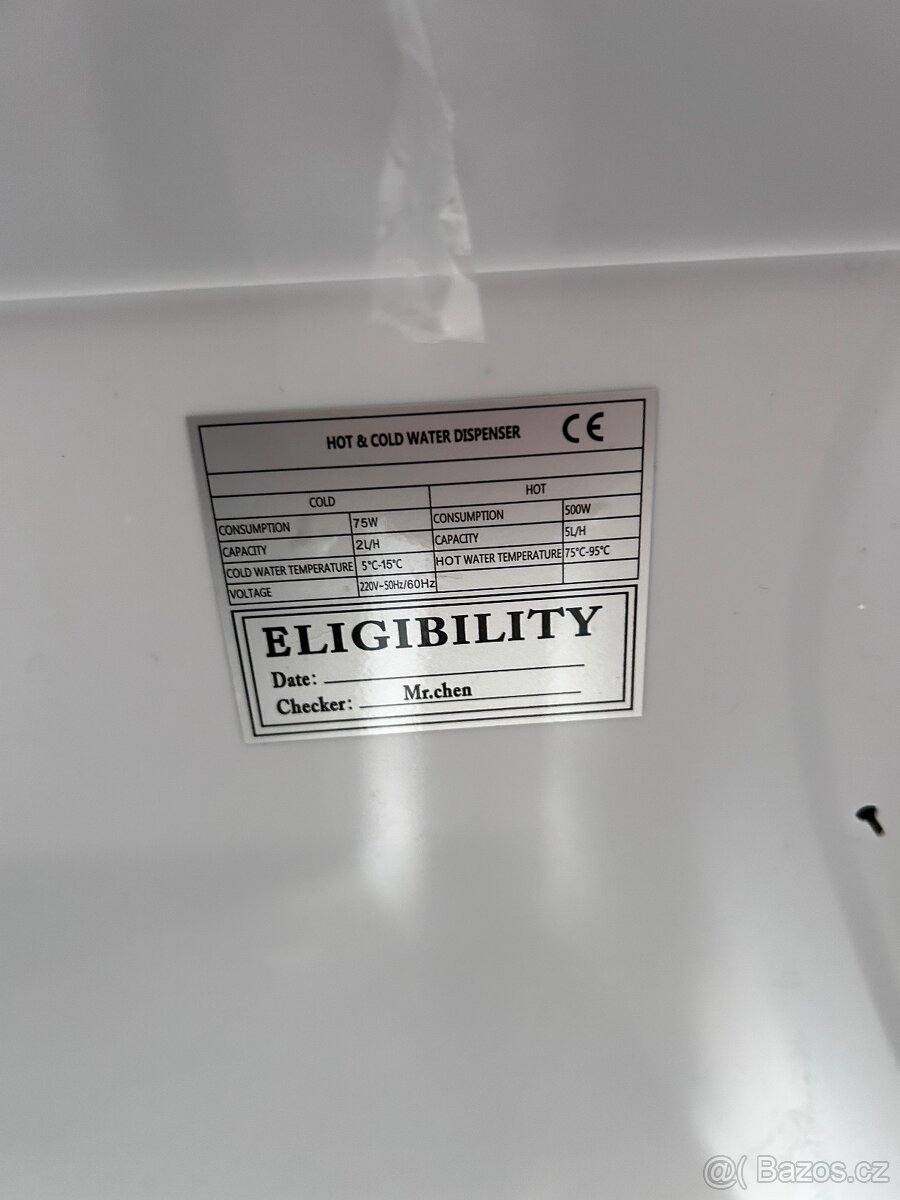 HOT & COLD WATER DISPENSER CE
COLD HOT
CONSUMPTION 75W CONSUMPTION 500W
CAPACITY 2L/H CAPACITY 5L/H
COLD WATER TEMPERATURE 5°C-15°C HOT WATER TEMPERATURE 75°C-95°C
VOLTAGE 220V~50Hz/60Hz
ELIGIBILITY
Date:
Checker: Mr.chen
@( Bazos.cz